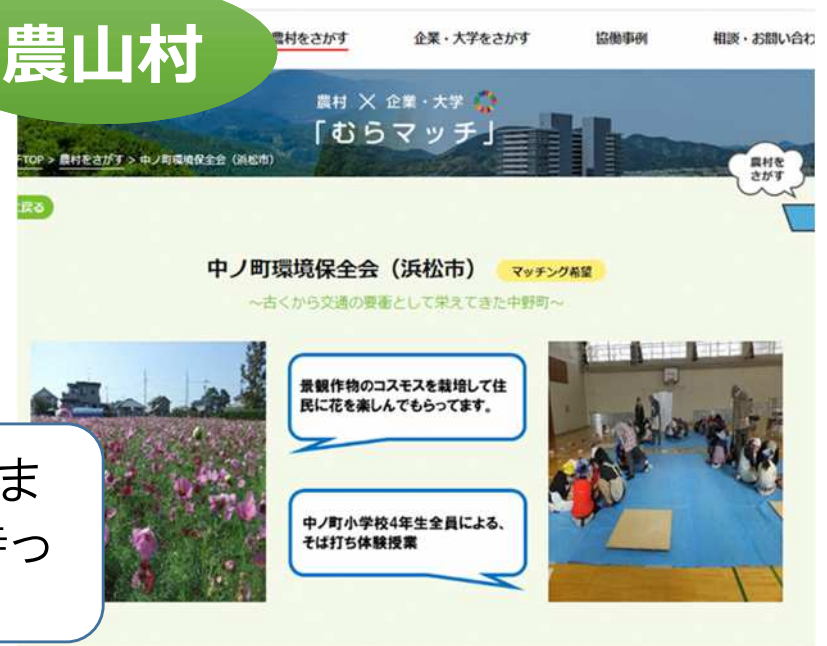 農山村
農村をさがす
企業・大学をさがす
協働事例
相談・お問い合わ
農村 × 企業・大学
「むらマッチ」
TOP > 農村をさがす > 中ノ町環境保全会（浜松市）
農村を
さがす
戻る
中ノ町環境保全会（浜松市）
マッチング希望
～古くから交通の要衝として栄えてきた中野町～
景観作物のコスモスを栽培して住
民に花を楽しんでもらってます。
ま
っ
中ノ町小学校4年生全員による、
そば打ち体験授業